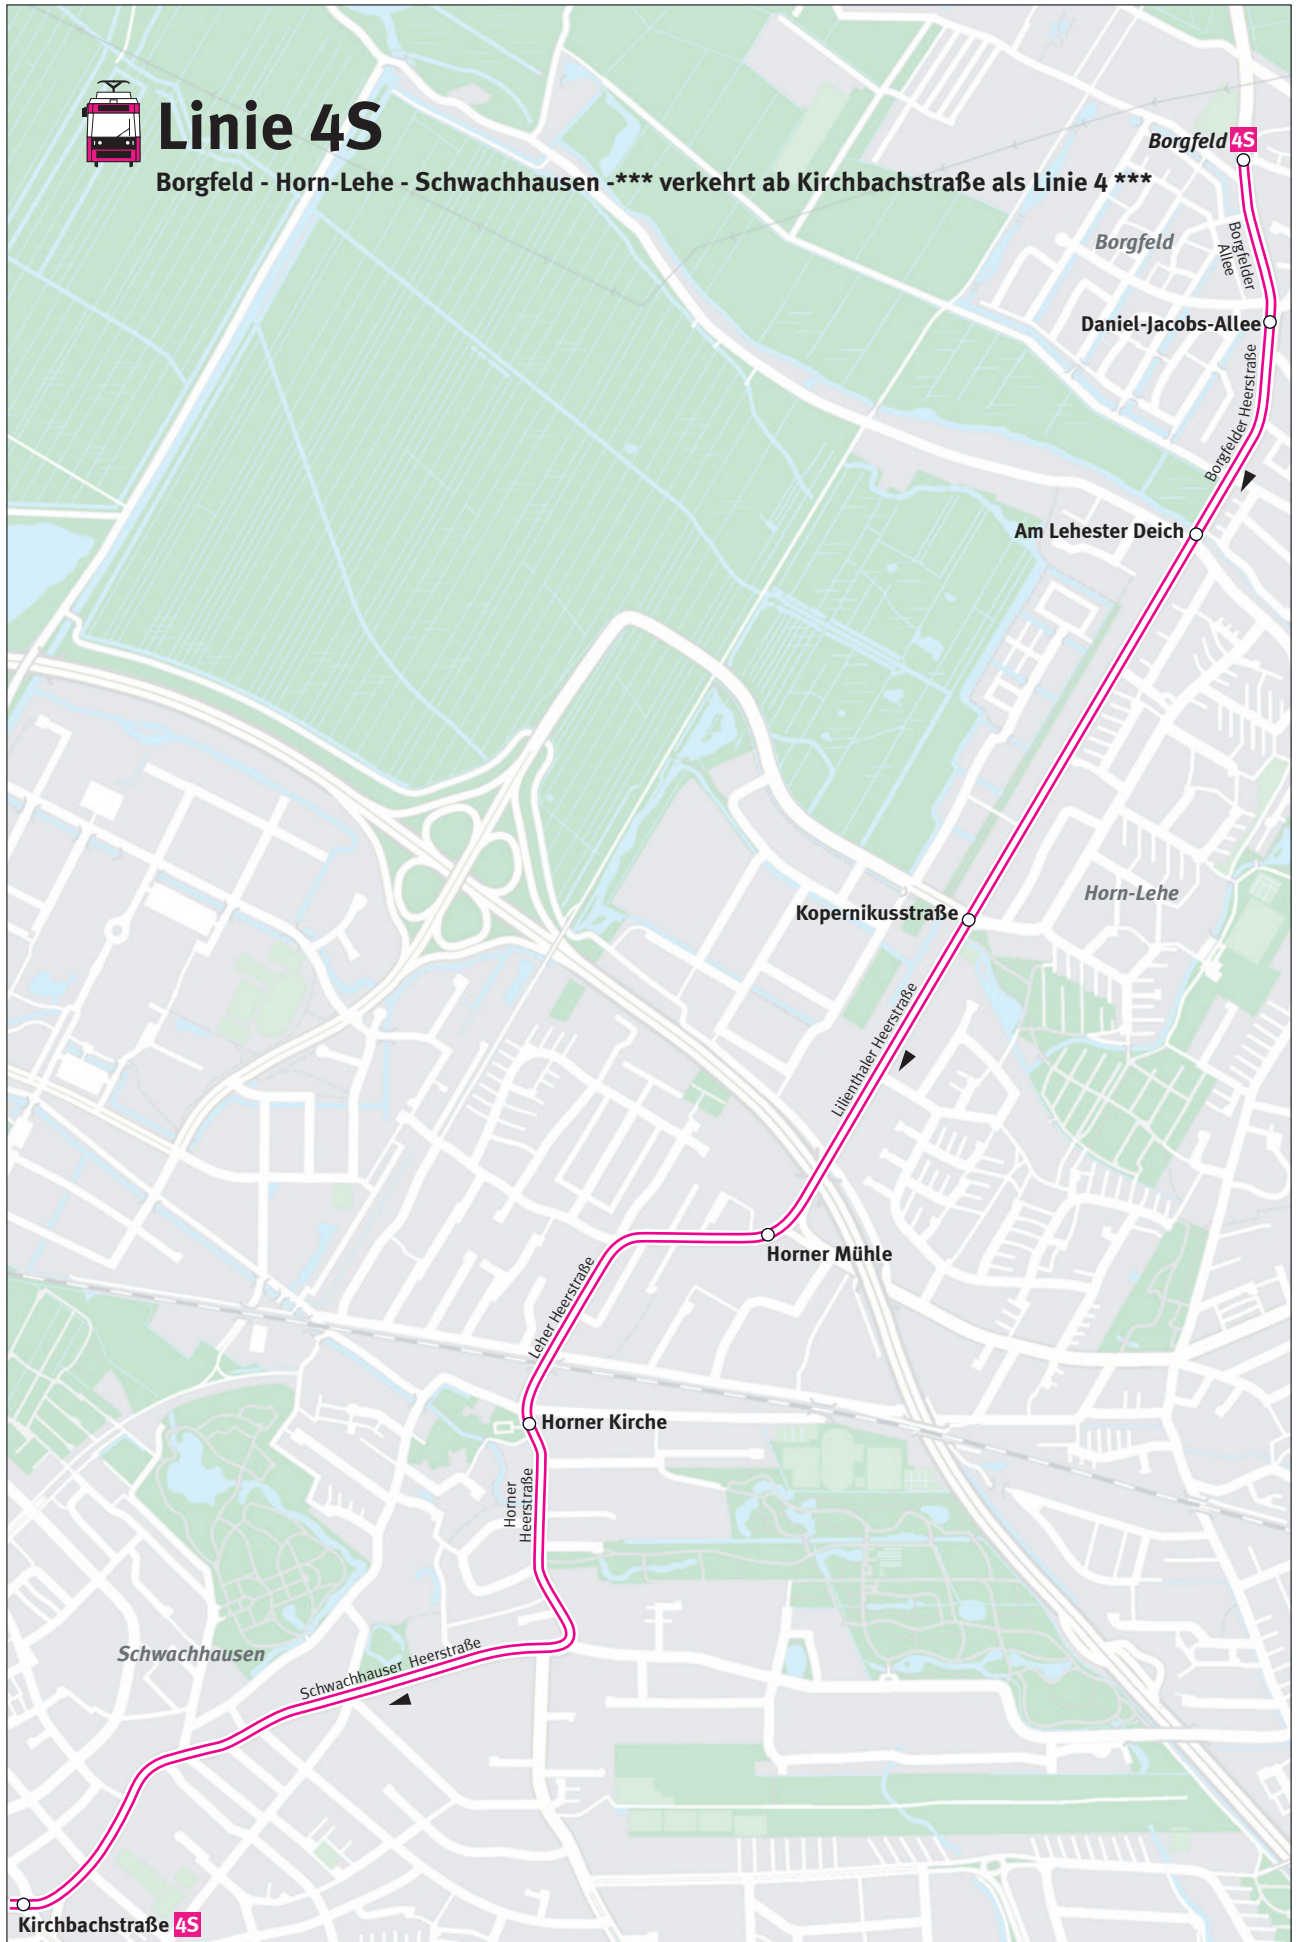 Linie 4S
Borgfeld - Horn-Lehe - Schwachhausen -*** verkehrt ab Kirchbachstraße als Linie 4 ***
Borgfeld 4S
Borgfeld
Borgfelder
Allee
Daniel-Jacobs-Allee
Borgfelder Heerstraße
Am Lehester Deich
Horn-Lehe
Kopernikusstraße
Lilienthaler Heerstraße
Horner Mühle
Leher Heerstraße
Horner Kirche
Horner
Heerstraße
Schwachhausen
Schwachhauser Heerstraße
Kirchbachstraße 4S